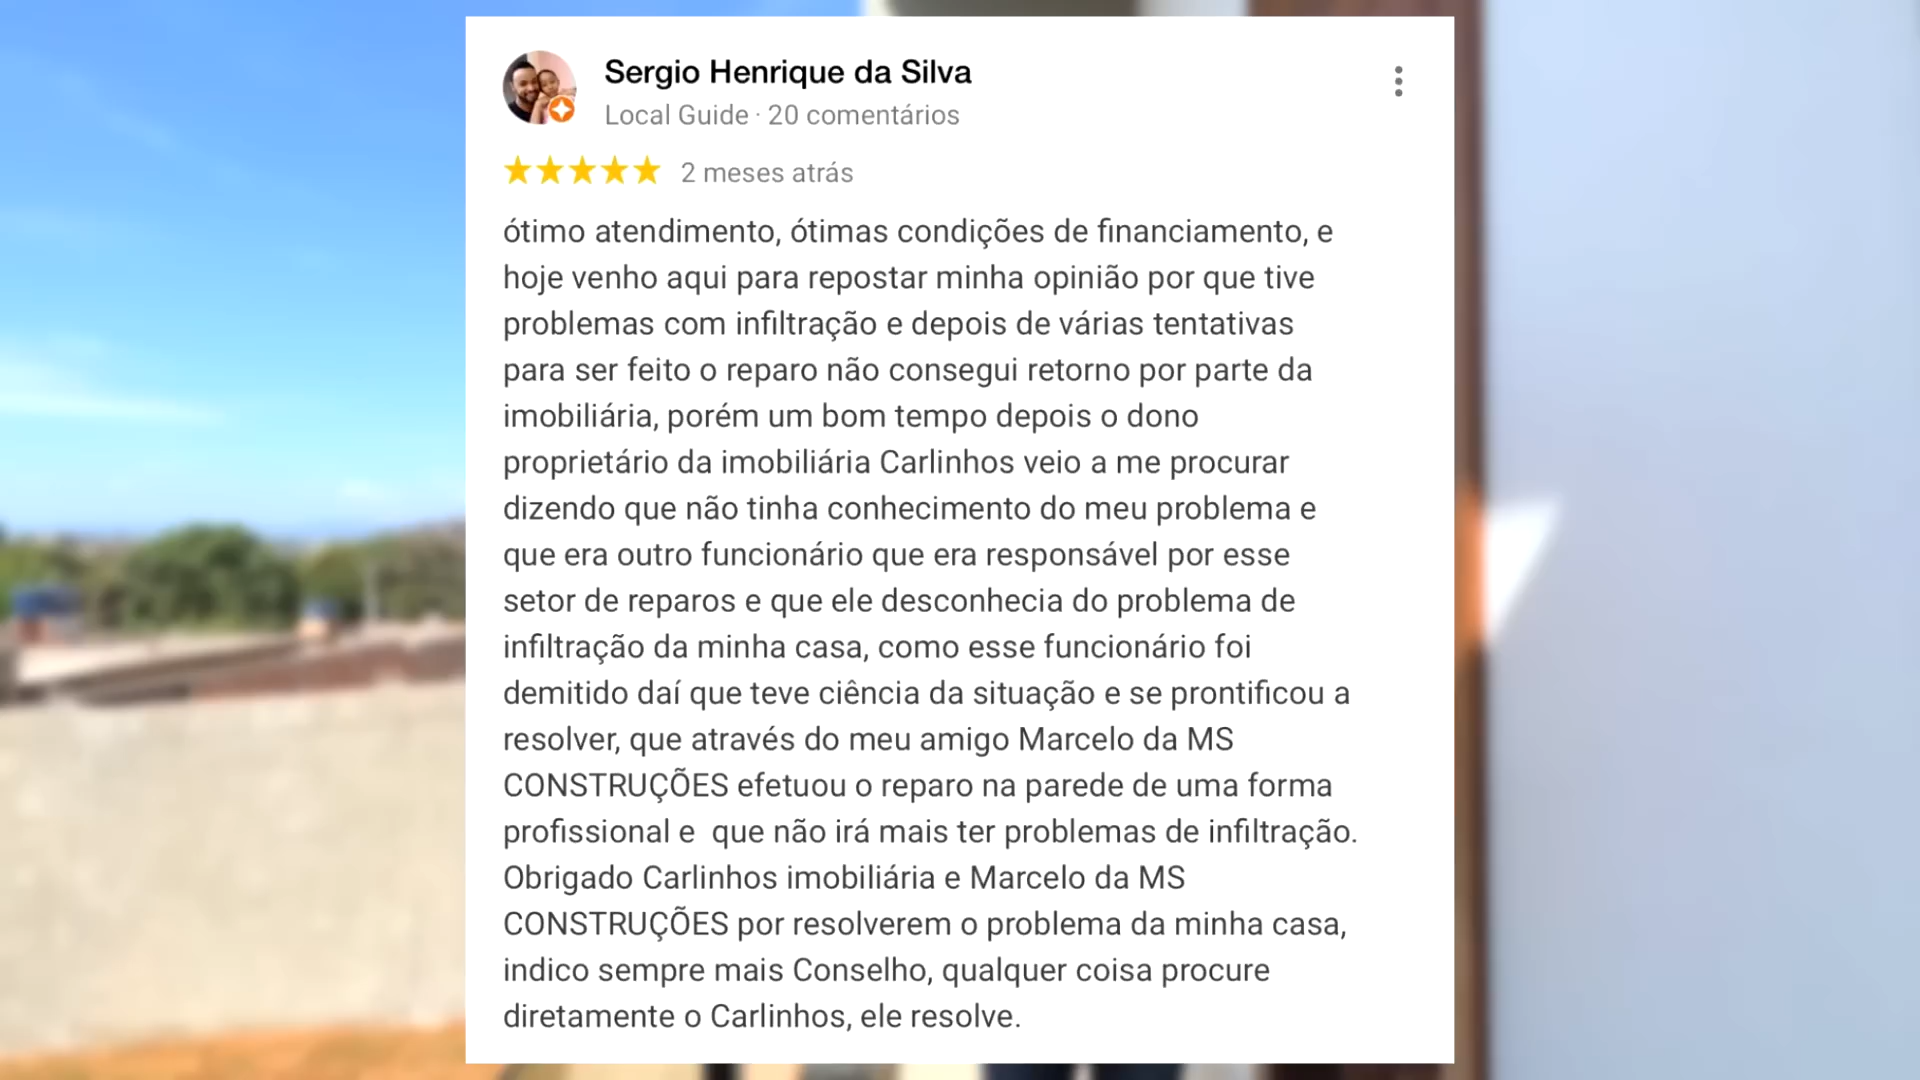 Sergio Henrique da Silva
Local Guide · 20 comentários
2 meses atrás
ótimo atendimento, ótimas condições de financiamento, e
hoje venho aqui para repostar minha opinião por que tive
problemas com infiltração e depois de várias tentativas
para ser feito o reparo não consegui retorno por parte da
imobiliária, porém um bom tempo depois o dono
proprietário da imobiliária Carlinhos veio a me procurar
dizendo que não tinha conhecimento do meu problema e
que era outro funcionário que era responsável por esse
setor de reparos e que ele desconhecia do problema de
infiltração da minha casa, como esse funcionário foi
demitido daí que teve ciência da situação e se prontificou a
resolver, que através do meu amigo Marcelo da MS
CONSTRUÇÕES efetuou o reparo na parede de uma forma
profissional e  que não irá mais ter problemas de infiltração.
Obrigado Carlinhos imobiliária e Marcelo da MS
CONSTRUÇÕES por resolverem o problema da minha casa,
indico sempre mais Conselho, qualquer coisa procure
diretamente o Carlinhos, ele resolve.